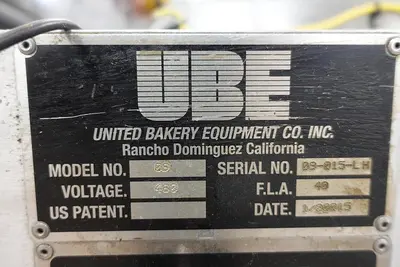 UBE
UNITED BAKERY EQUIPMENT CO. INC.
Rancho Dominguez California
MODEL NO. SERIAL NO. 09-015-LH
VOLTAGE. 460 F.L.A. 40
US PATENT. DATE.